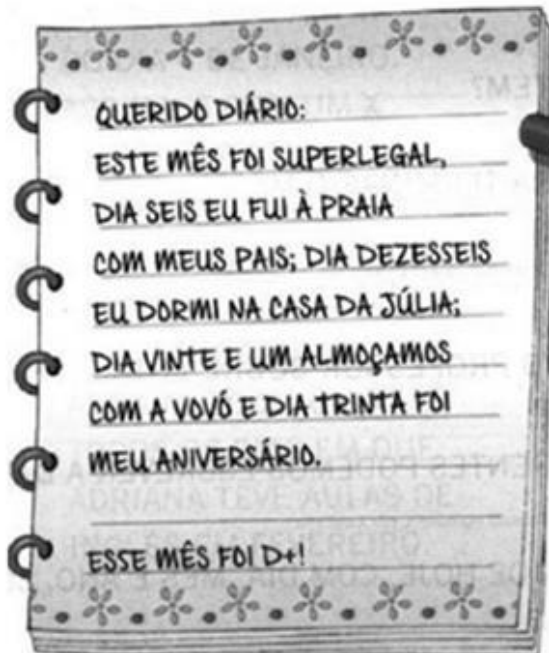 QUERIDO DIÁRIO:
ESTE MÊS FOI SUPERLEGAL,
DIA SEIS EU FUI À PRAIA
COM MEUS PAIS; DIA DEZESSEIS
EU DORMI NA CASA DA JÚLIA;
DIA VINTE E UM ALMOÇAMOS
COM A VOVÓ E DIA TRINTA FOI
MEU ANIVERSÁRIO.
ESSE MÊS FOI D+!